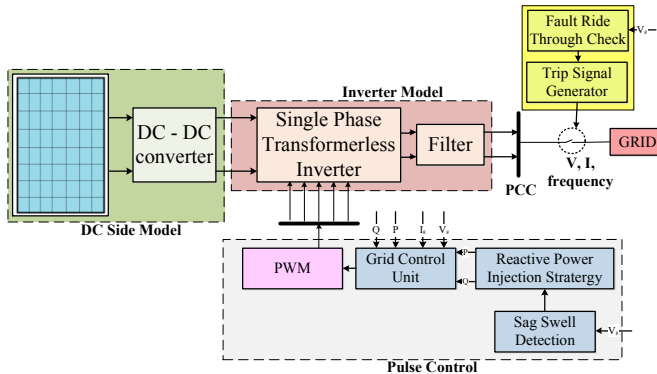 Fault Ride
Through Check
Vs
Trip Signal
Generator
Inverter Model
DC - DC
converter
Single Phase
Transformerless
Inverter
Filter
GRID
V, I,
frequency
PCC
DC Side Model
Q
P
Is
Vs
PWM
Grid Control
Unit
P
Q
Reactive Power
Injection Stratergy
Sag Swell
Detection
Vs
Pulse Control